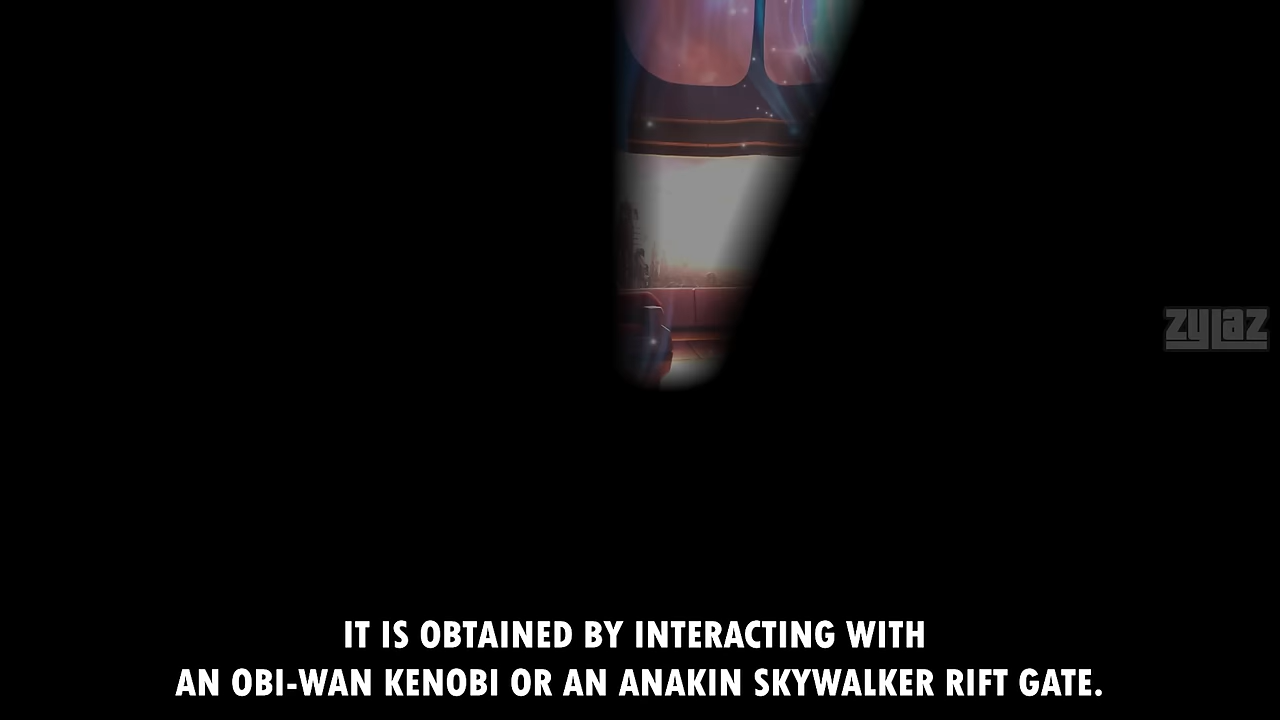 zylaz
IT IS OBTAINED BY INTERACTING WITH
AN OBI-WAN KENOBI OR AN ANAKIN SKYWALKER RIFT GATE.